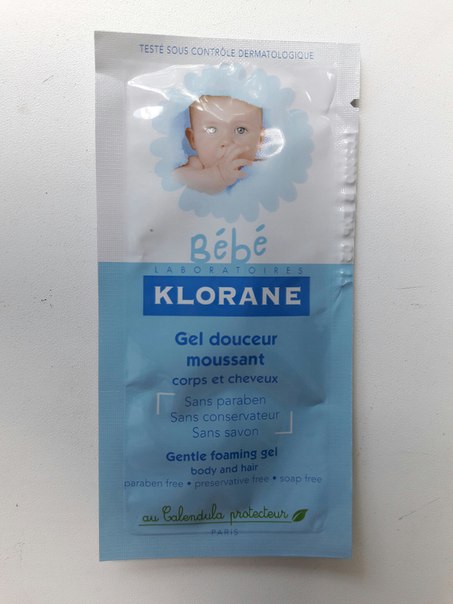 TESTÉ SOUS CONTRÔLE DERMATOLOGIQUE
Bébé
LABORATOIRES
KLORANE
Gel douceur
moussant
corps et cheveux
Sans paraben
Sans conservateur
Sans savon
Gentle foaming gel
body and hair
paraben free • preservative free • soap free
au Calendula protecteur
PARIS